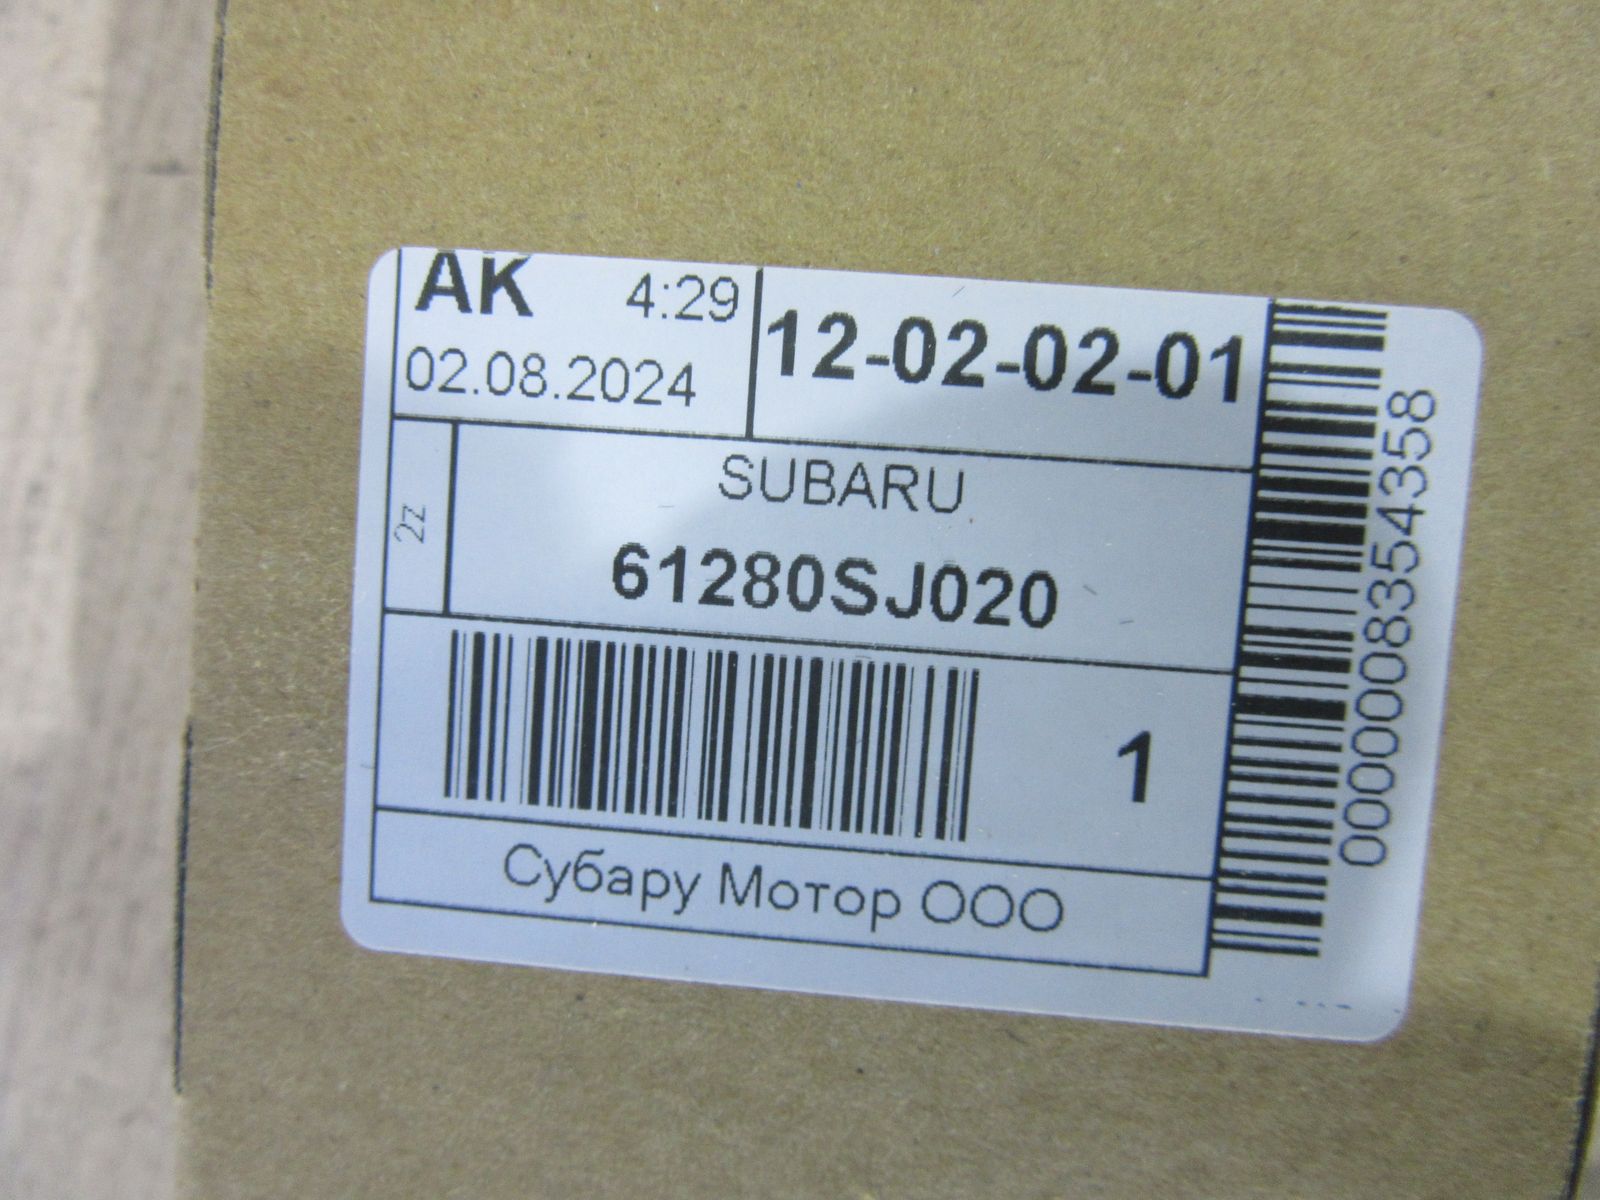 AK 4:29
02.08.2024
12-02-02-01
2z
SUBARU
61280SJ020
1
Субару Мотор ООО
0000008354358